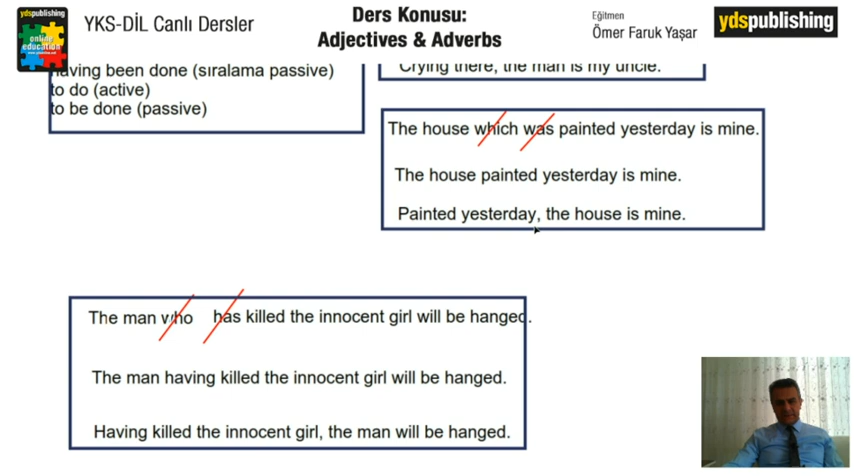 ydspublishing
online
education
YKS-DİL Canlı Dersler
Ders Konusu:
Adjectives & Adverbs
Eğitmen
Ömer Faruk Yaşar
ydspublishing
having been done (sıralama passive)
to do (active)
to be done (passive)
Crying there, the man is my uncle.
The house which was painted yesterday is mine.
The house painted yesterday is mine.
Painted yesterday, the house is mine.
The man who has killed the innocent girl will be hanged.
The man having killed the innocent girl will be hanged.
Having killed the innocent girl, the man will be hanged.